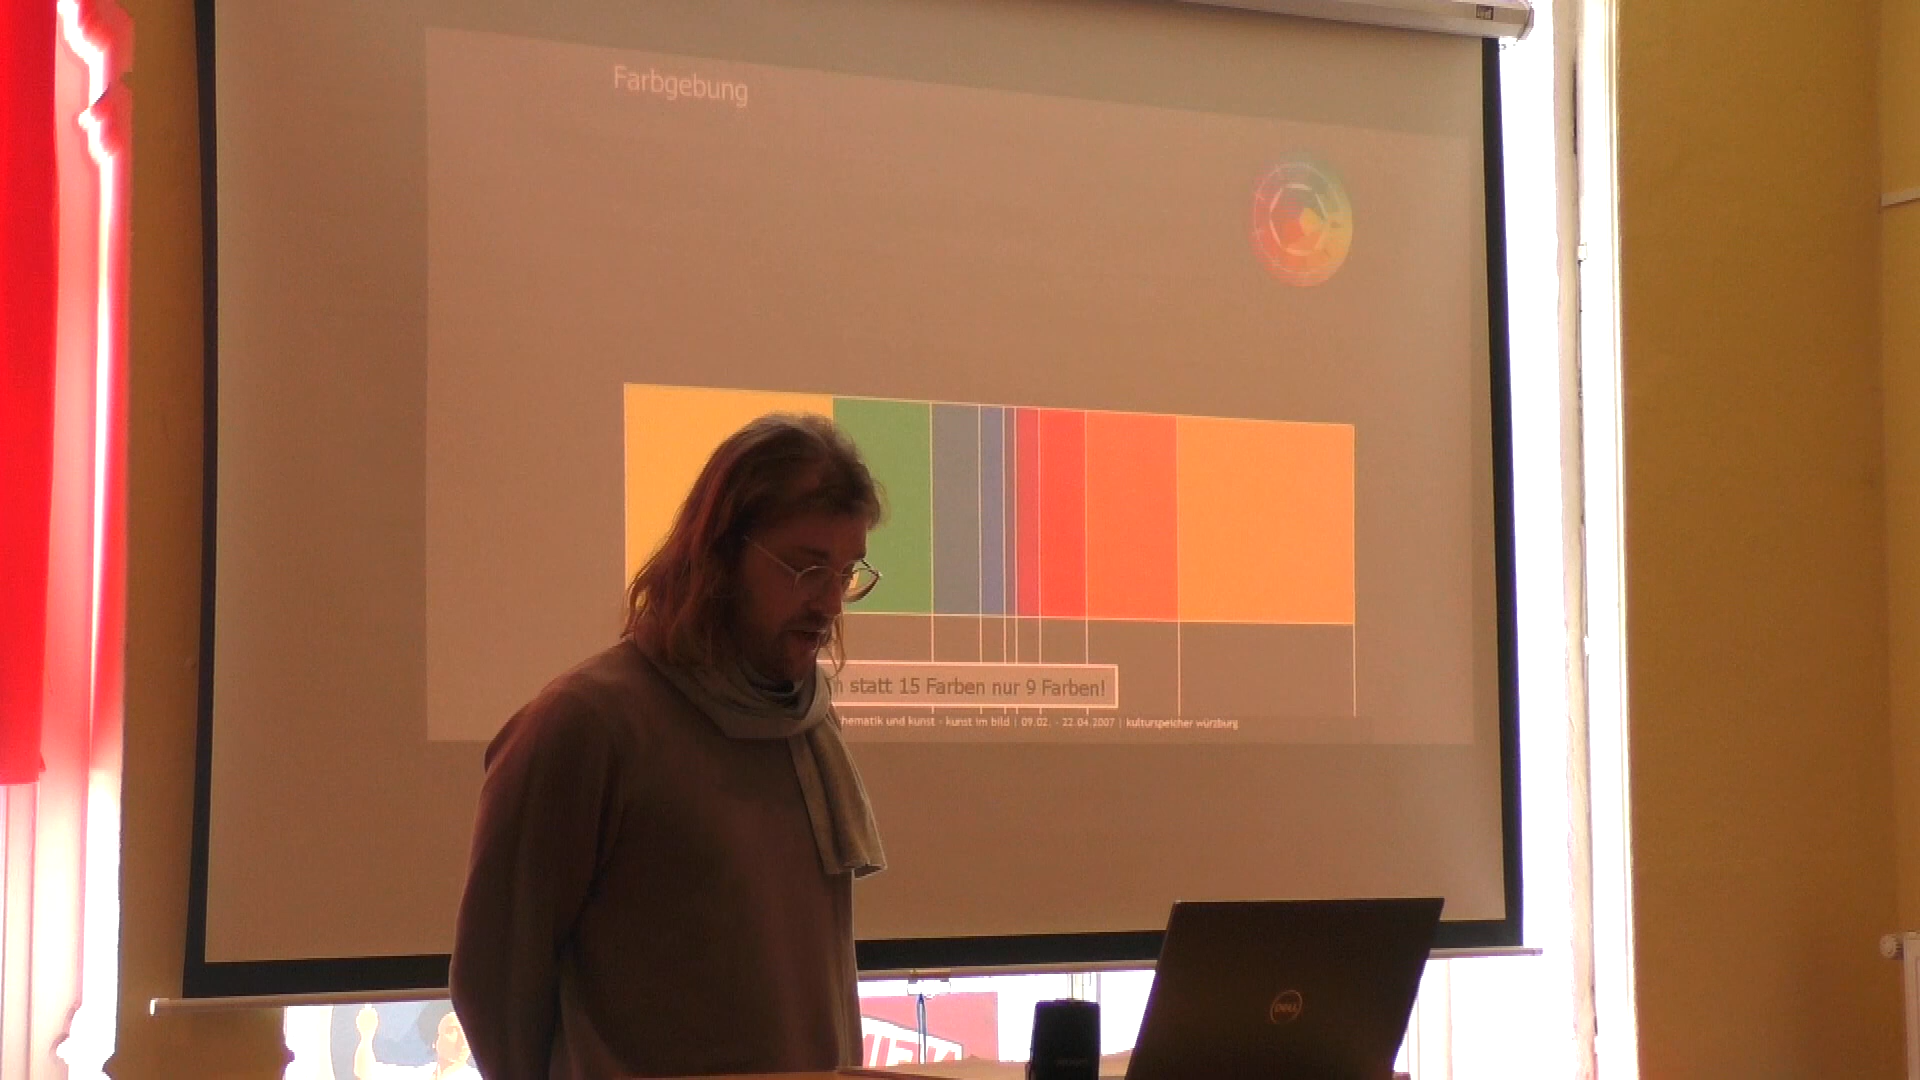 Farbgebung
statt 15 Farben nur 9 Farben!
hematik und kunst - kunst im bild | 09.02. - 22.04.2007 | kulturspeicher würzburg
DELL